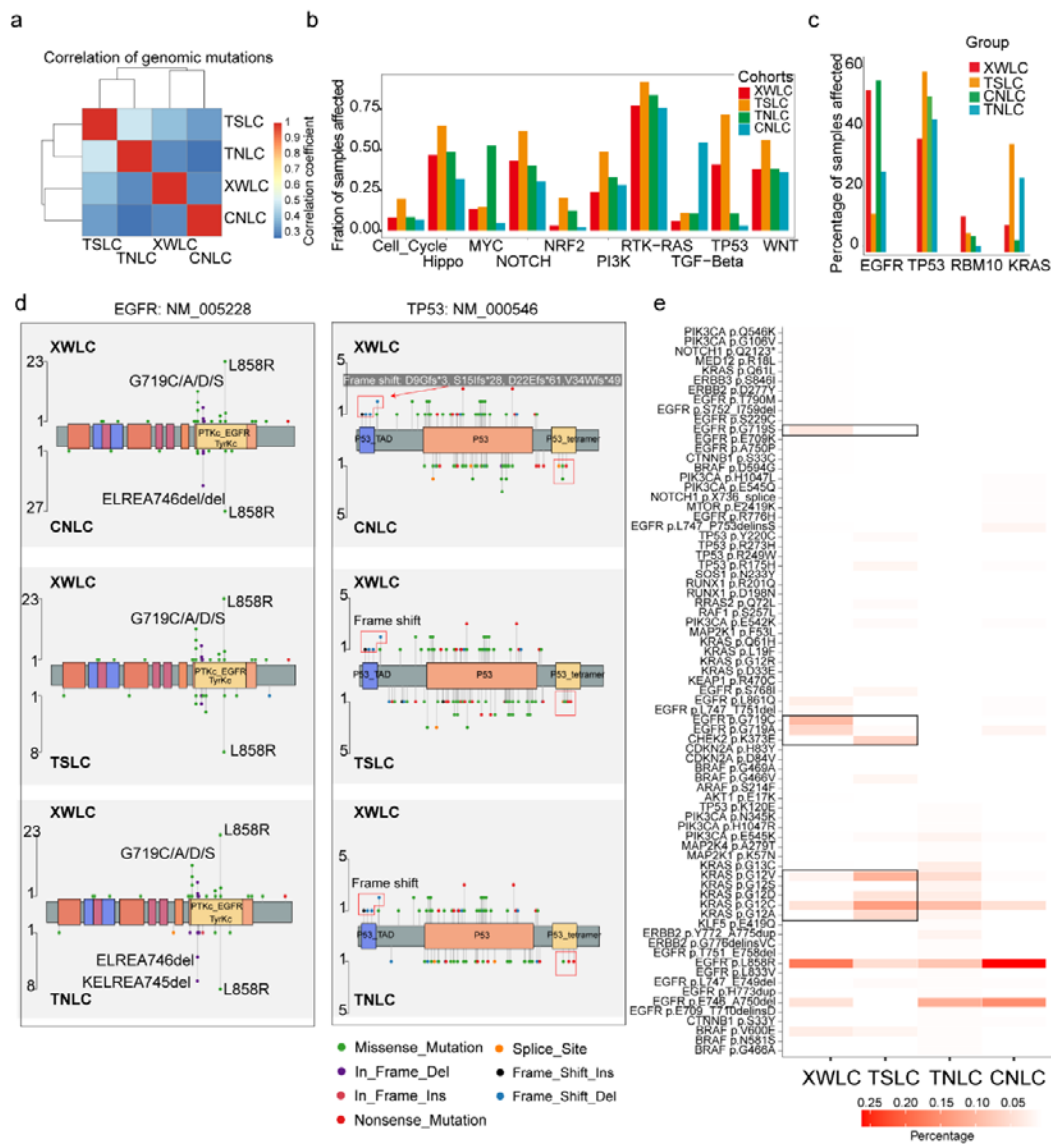 a
Correlation of genomic mutations
TSLC
TNLC
XWLC
CNLC
TSLC
TNLC
XWLC
CNLC
1
0.9
0.8
0.7
0.6
0.5
0.4
0.3
Correlation coefficient
b
Fration of samples affected
0.75
0.50
0.25
0.00
Cell_Cycle
Hippo
MYC
NOTCH
NRF2
PI3K
RTK-RAS
TGF-Beta
TP53
WNT
Cohorts
XWLC
TSLC
TNLC
CNLC
c
Percentage of samples affected
60
40
20
0
EGFR TP53 RBM10 KRAS
Group
XWLC
TSLC
CNLC
TNLC
d
EGFR: NM_005228
XWLC
23
L858R
G719C/A/D/S
1
PTKc_EGFR
TyrKc
1
ELREA746del/del
27
L858R
CNLC
XWLC
23
L858R
G719C/A/D/S
1
PTKc_EGFR
TyrKc
1
8
L858R
TSLC
XWLC
23
L858R
G719C/A/D/S
1
PTKc_EGFR
TyrKc
1
ELREA746del
KELREA745del
8
L858R
TNLC
TP53: NM_000546
XWLC
5
Frame shift: D9Gfs*3, S15Ifs*28, D22Efs*61,V34Wfs*49
1
P53_TAD
P53
P53_tetramer
1
5
CNLC
XWLC
5
Frame shift
1
P53_TAD
P53
P53_tetramer
1
5
TSLC
XWLC
5
Frame shift
1
P53_TAD
P53
P53_tetramer
1
5
TNLC
Missense_Mutation
In_Frame_Del
In_Frame_Ins
Nonsense_Mutation
Splice_Site
Frame_Shift_Ins
Frame_Shift_Del
e
PIK3CA p.Q546K
PIK3CA p.G106V
NOTCH1 p.Q2123*
MED12 p.R18L
KRAS p.Q61L
ERBB3 p.S846I
ERBB2 p.D277Y
EGFR p.T790M
EGFR p.S752_I759del
EGFR p.S229C
EGFR p.G719S
EGFR p.E709K
EGFR p.A750P
CTNNB1 p.S33C
BRAF p.D594G
PIK3CA p.H1047L
PIK3CA p.E545Q
NOTCH1 p.X736_splice
MTOR p.E2419K
EGFR p.R776H
EGFR p.L747_P753delinsS
TP53 p.Y220C
TP53 p.R273H
TP53 p.R249W
TP53 p.R175H
SOS1 p.N233Y
RUNX1 p.R201Q
RUNX1 p.D198N
RRAS2 p.Q72L
RAF1 p.S257L
PIK3CA p.E542K
MAP2K1 p.F53L
KRAS p.Q61H
KRAS p.L19F
KRAS p.G12R
KRAS p.D33E
KEAP1 p.R470C
EGFR p.S768I
EGFR p.L861Q
EGFR p.L747_T751del
EGFR p.G719C
EGFR p.G719A
CHEK2 p.K373E
CDKN2A p.H83Y
CDKN2A p.D84V
BRAF p.G469A
BRAF p.G466V
ARAF p.S214F
AKT1 p.E17K
TP53 p.K120E
PIK3CA p.N345K
PIK3CA p.H1047R
PIK3CA p.E545K
MAP2K4 p.A279T
MAP2K1 p.K57N
KRAS p.G13C
KRAS p.G12V
KRAS p.G12S
KRAS p.G12D
KRAS p.G12C
KRAS p.G12A
KLF5 p.E419Q
ERBB2 p.Y772_A775dup
ERBB2 p.G776delinsVC
EGFR p.T751_E758del
EGFR p.L858R
EGFR p.L833V
EGFR p.L747_E749del
EGFR p.H773dup
EGFR p.E746_A750del
EGFR p.E709_T710delinsD
CTNNB1 p.S33Y
BRAF p.V600E
BRAF p.N581S
BRAF p.G466A
XWLC TSLC TNLC CNLC
0.25 0.20 0.15 0.10 0.05
Percentage